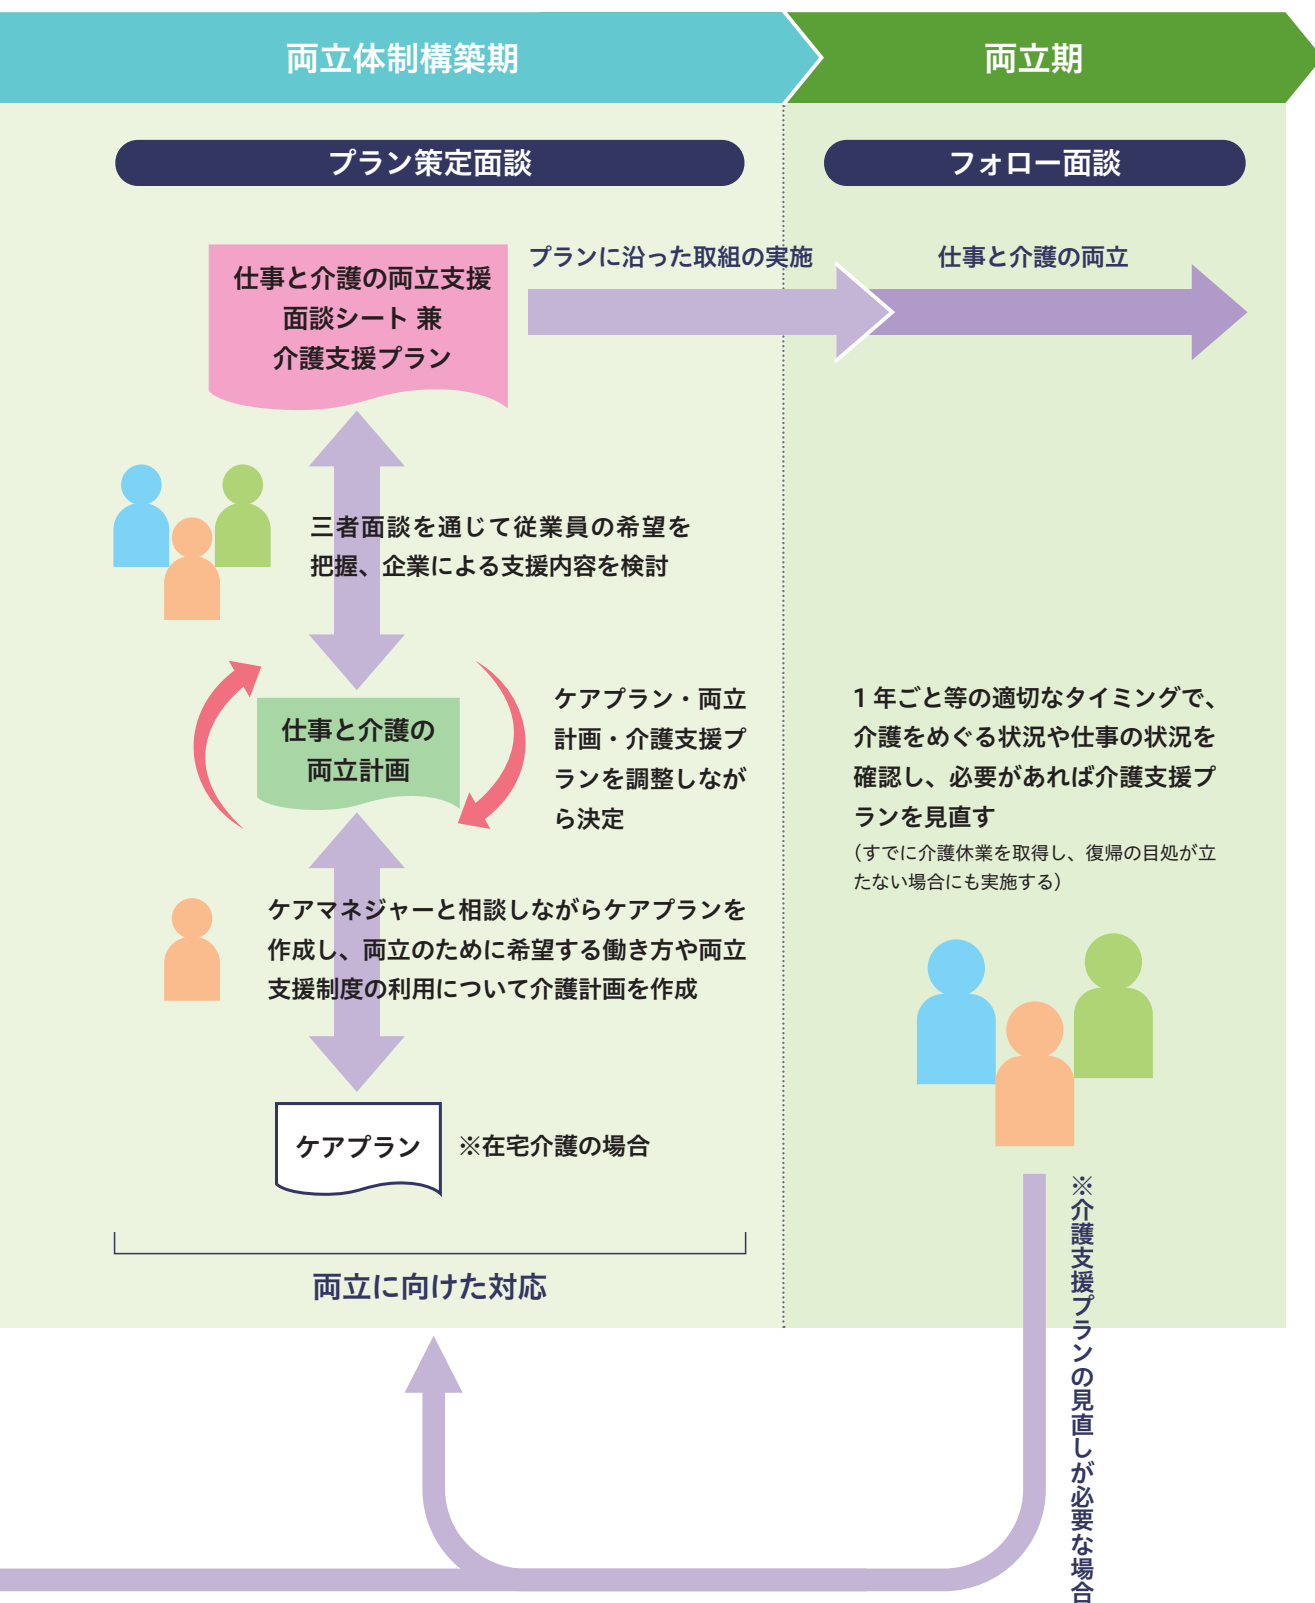 両立体制構築期
両立期
プラン策定面談
フォロー面談
仕事と介護の両立支援
面談シート 兼
介護支援プラン
プランに沿った取組の実施
仕事と介護の両立
三者面談を通じて従業員の希望を
把握、企業による支援内容を検討
仕事と介護の
両立計画
ケアプラン・両立
計画・介護支援プ
ランを調整しなが
ら決定
ケアマネジャーと相談しながらケアプランを
作成し、両立のために希望する働き方や両立
支援制度の利用について介護計画を作成
ケアプラン
※在宅介護の場合
両立に向けた対応
1 年ごと等の適切なタイミングで、
介護をめぐる状況や仕事の状況を
確認し、必要があれば介護支援プ
ランを見直す
（すでに介護休業を取得し、復帰の目処が立
たない場合にも実施する）
※介護支援プランの見直しが必要な場合